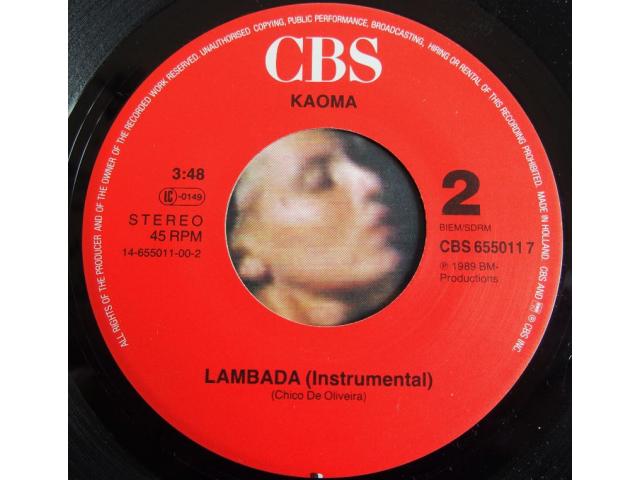 ALL RIGHTS OF THE PRODUCER AND OF THE OWNER OF THE RECORDED WORK RESERVED. UNAUTHORISED COPYING, PUBLIC PERFORMANCE, BROADCASTING, HIRING OR RENTAL OF THIS RECORDING PROHIBITED. MADE IN HOLLAND. CBS AND ℗ © CBS INC.
CBS
KAOMA
3:48
LC-0149
STEREO
45 RPM
14-655011-00-2
2
BIEM/SDRM
CBS 655011 7
℗ 1989 BM-
Productions
LAMBADA (Instrumental)
(Chico De Oliveira)